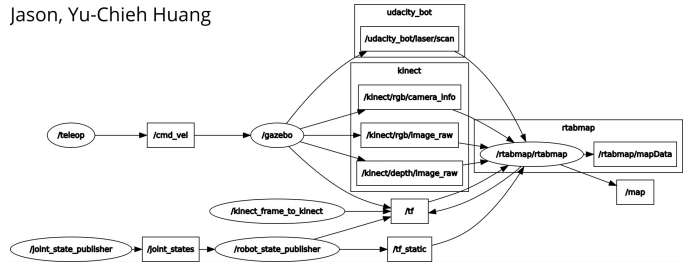 Jason, Yu-Chieh Huang
udacity_bot
/udacity_bot/laser/scan
kinect
/kinect/rgb/camera_info
/kinect/rgb/image_raw
/kinect/depth/image_raw
/teleop
/cmd_vel
/gazebo
rtabmap
/rtabmap/rtabmap
/rtabmap/mapData
/map
/kinect_frame_to_kinect
/tf
/joint_state_publisher
/joint_states
/robot_state_publisher
/tf_static